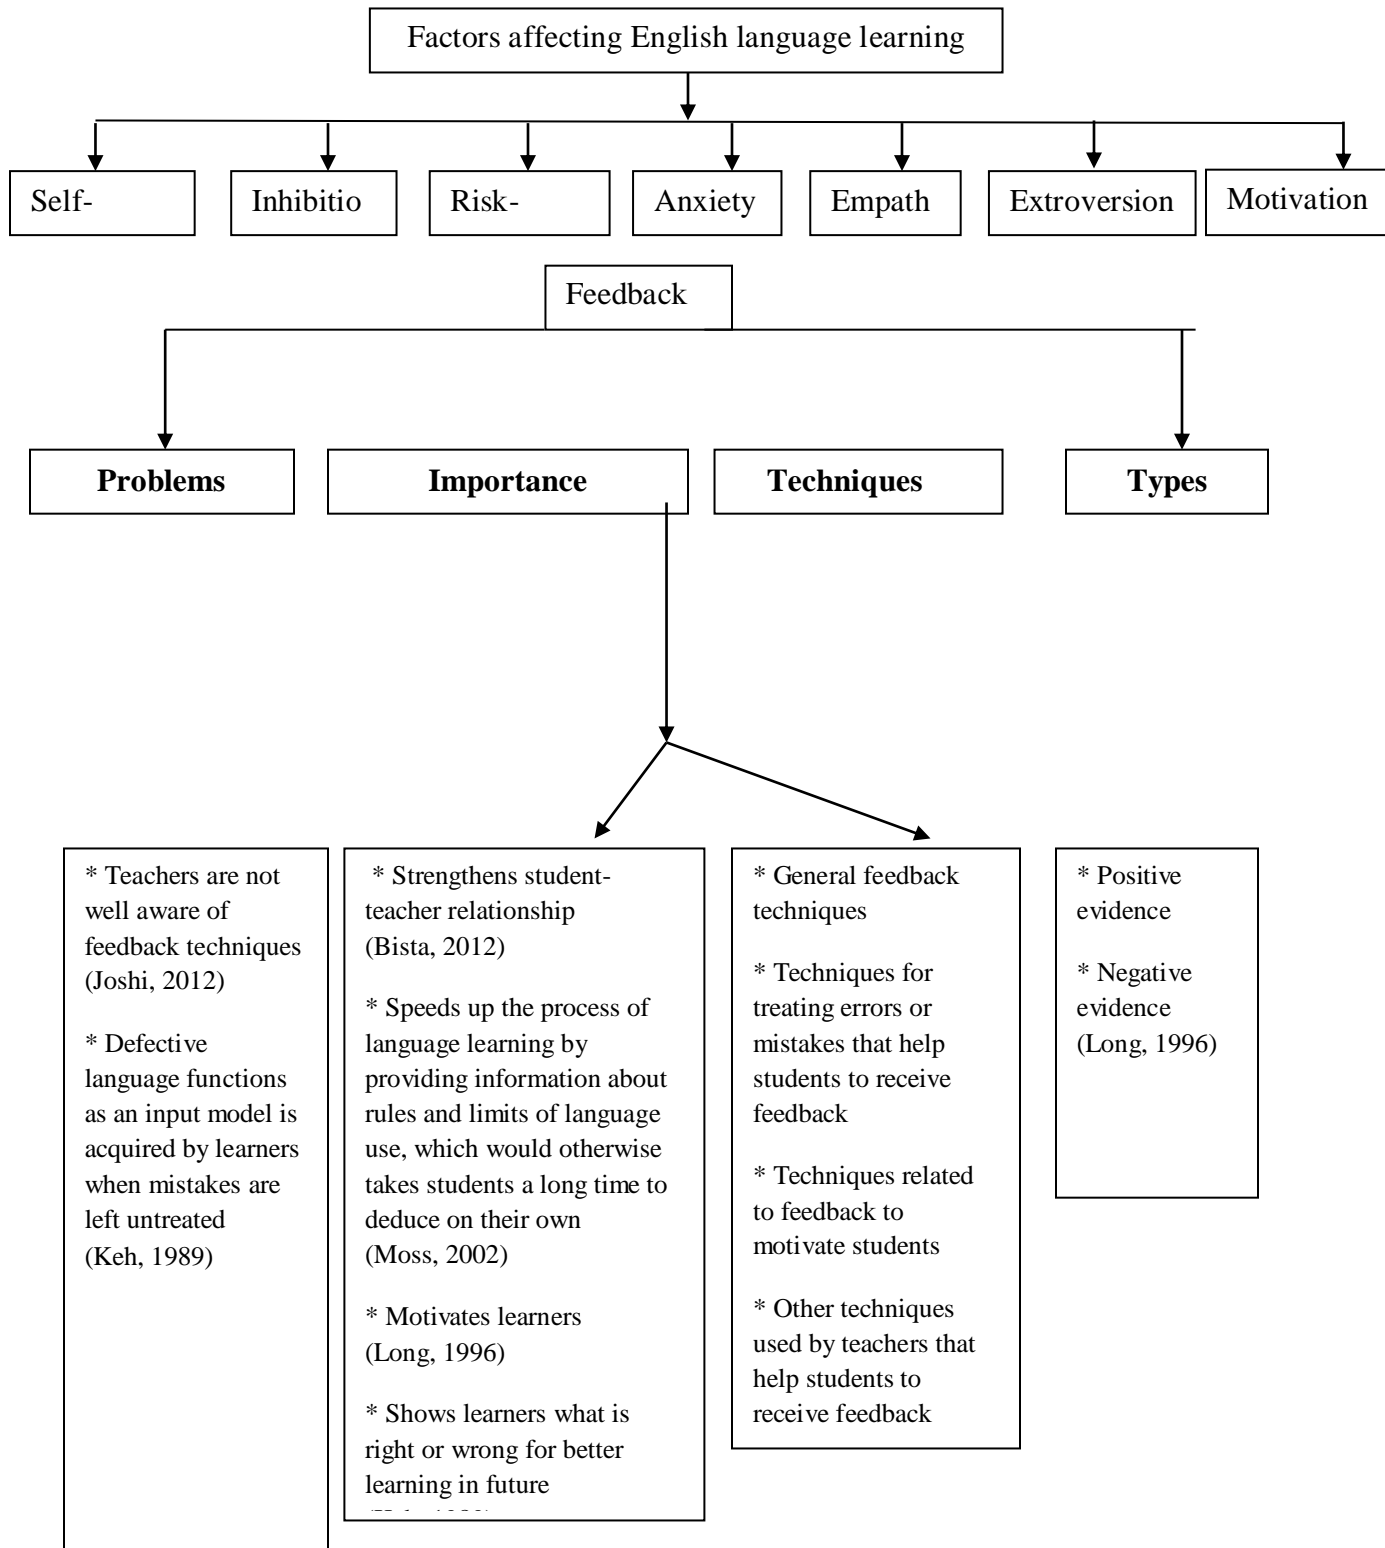 Factors affecting English language learning
Self-
Inhibitio
Risk-
Anxiety
Empath
Extroversion
Motivation
Feedback
Problems
Importance
Techniques
Types
* Teachers are not
well aware of
feedback techniques
(Joshi, 2012)
* Defective
language functions
as an input model is
acquired by learners
when mistakes are
left untreated
(Keh, 1989)
* Strengthens student-
teacher relationship
(Bista, 2012)
* Speeds up the process of
language learning by
providing information about
rules and limits of language
use, which would otherwise
takes students a long time to
deduce on their own
(Moss, 2002)
* Motivates learners
(Long, 1996)
* Shows learners what is
right or wrong for better
learning in future
* General feedback
techniques
* Techniques for
treating errors or
mistakes that help
students to receive
feedback
* Techniques related
to feedback to
motivate students
* Other techniques
used by teachers that
help students to
receive feedback
* Positive
evidence
* Negative
evidence
(Long, 1996)